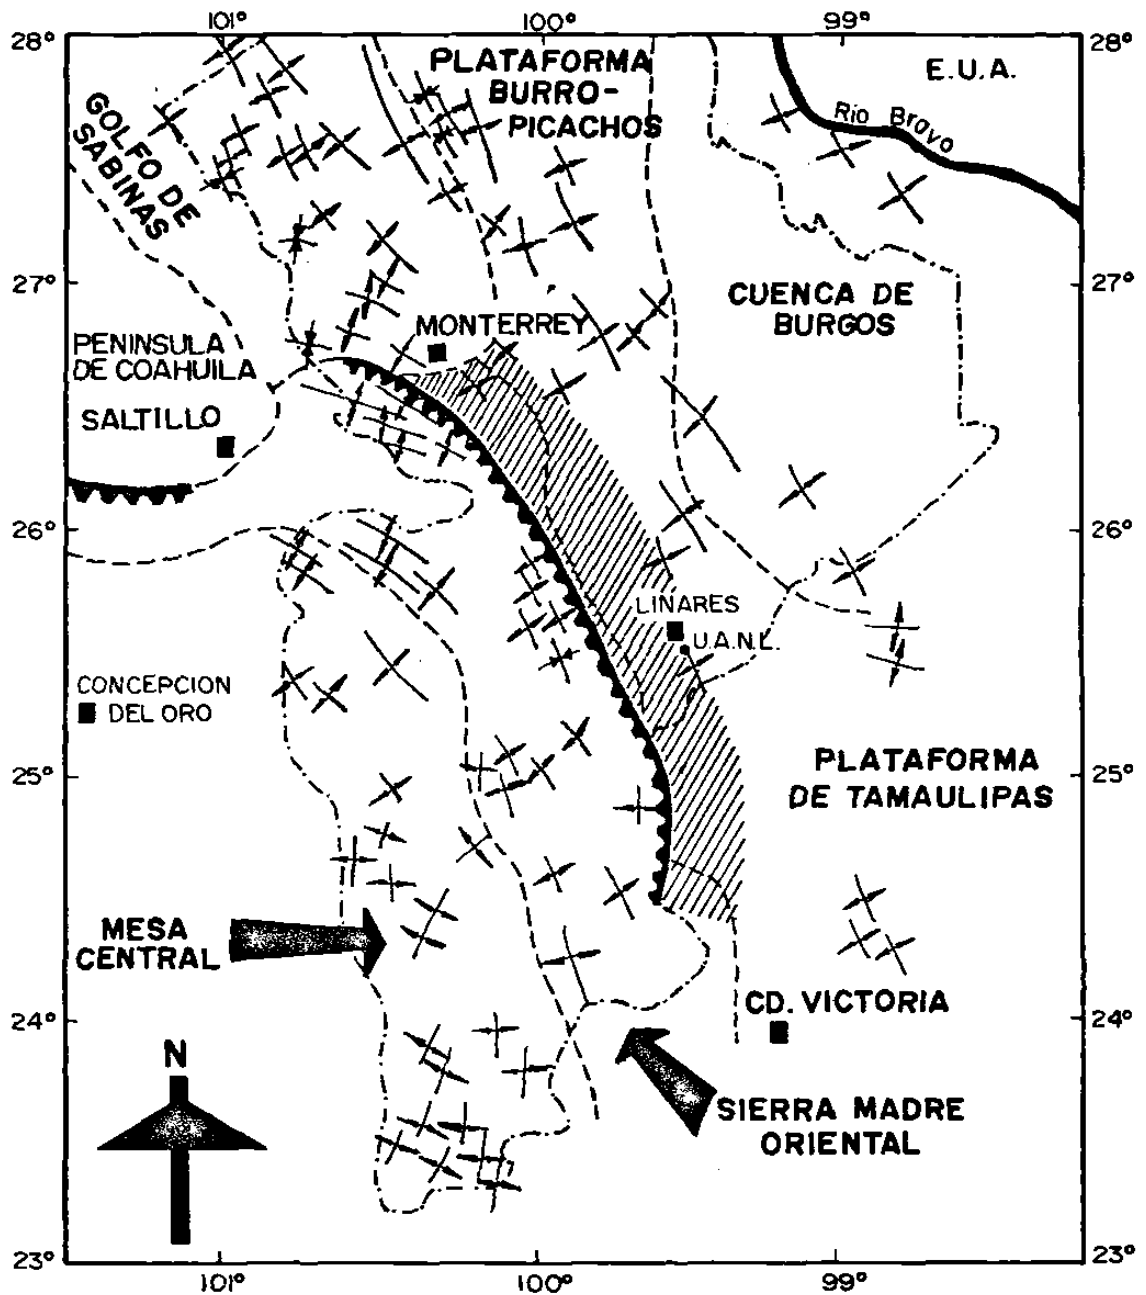 101° 100° 99°
28° 28°
PLATAFORMA
BURRO-
PICACHOS
E.U.A.
Río Bravo
GOLFO DE
SABINAS
27° 27°
CUENCA DE
BURGOS
MONTERREY
PENINSULA
DE COAHUILA
SALTILLO
26° 26°
LINARES
U.A.N.L.
CONCEPCION
DEL ORO
25° 25°
PLATAFORMA
DE TAMAULIPAS
MESA
CENTRAL
CD. VICTORIA
24° 24°
N
SIERRA MADRE
ORIENTAL
23° 23°
101° 100° 99°